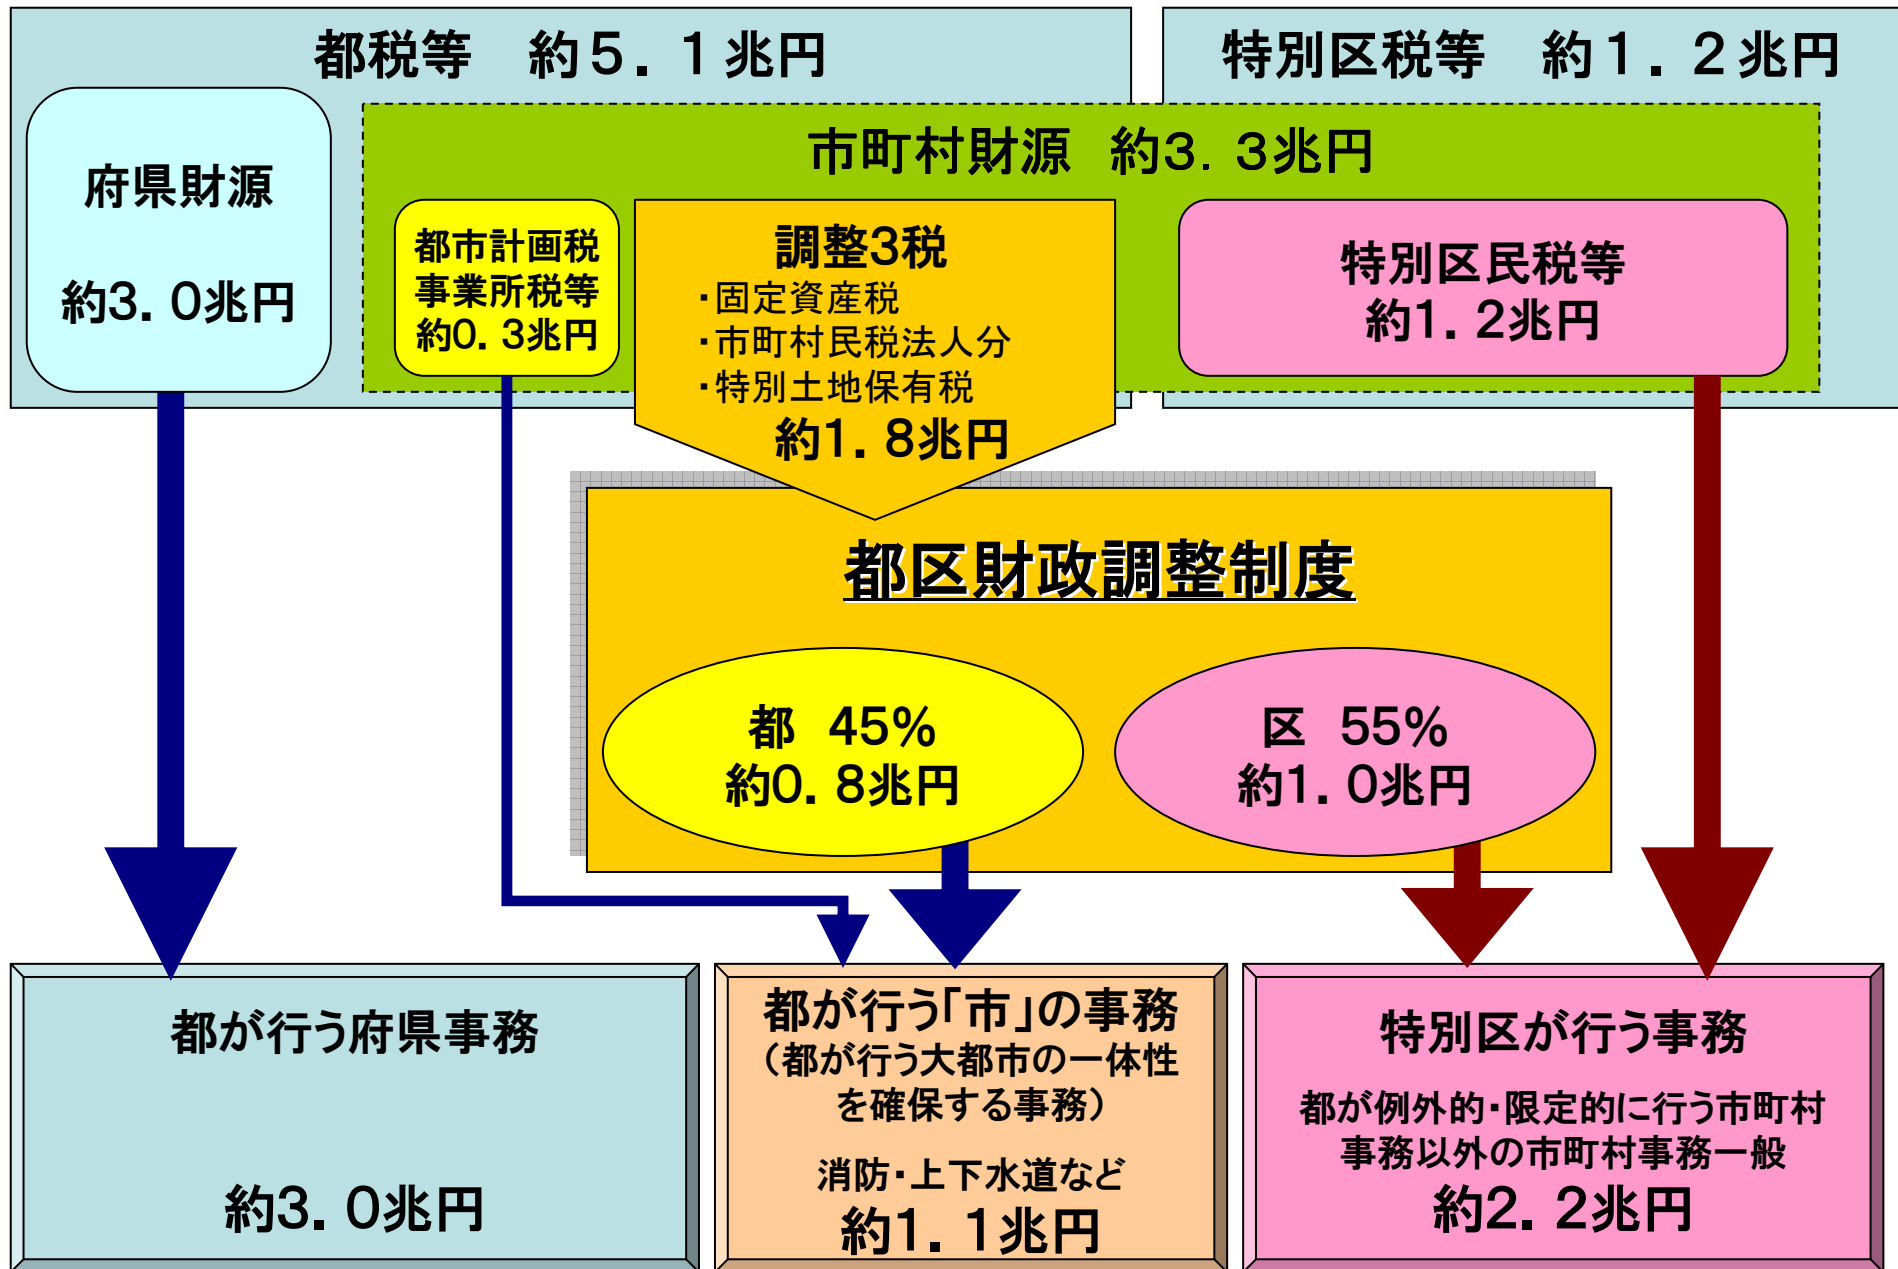 都税等　約５．１兆円
特別区税等　約１．２兆円
市町村財源　約3．3兆円
府県財源
約3．0兆円
都市計画税
事業所税等
約0．3兆円
調整3税
・固定資産税
・市町村民税法人分
・特別土地保有税
約1．8兆円
特別区民税等
約1．2兆円
都区財政調整制度
都　45%
約0．8兆円
区　55%
約1．0兆円
都が行う府県事務
約3．0兆円
都が行う「市」の事務
（都が行う大都市の一体性
を確保する事務）
消防・上下水道など
約1．1兆円
特別区が行う事務
都が例外的・限定的に行う市町村
事務以外の市町村事務一般
約2．2兆円